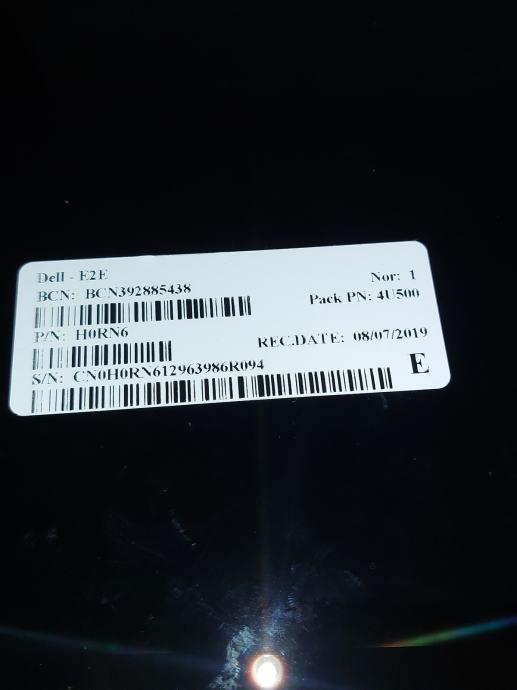 Dell - E2E
Nor: 1
BCN: BCN392885438
Pack PN: 4U500
P/N: H0RN6
REC.DATE: 08/07/2019
S/N: CN0H0RN612963986R094
E